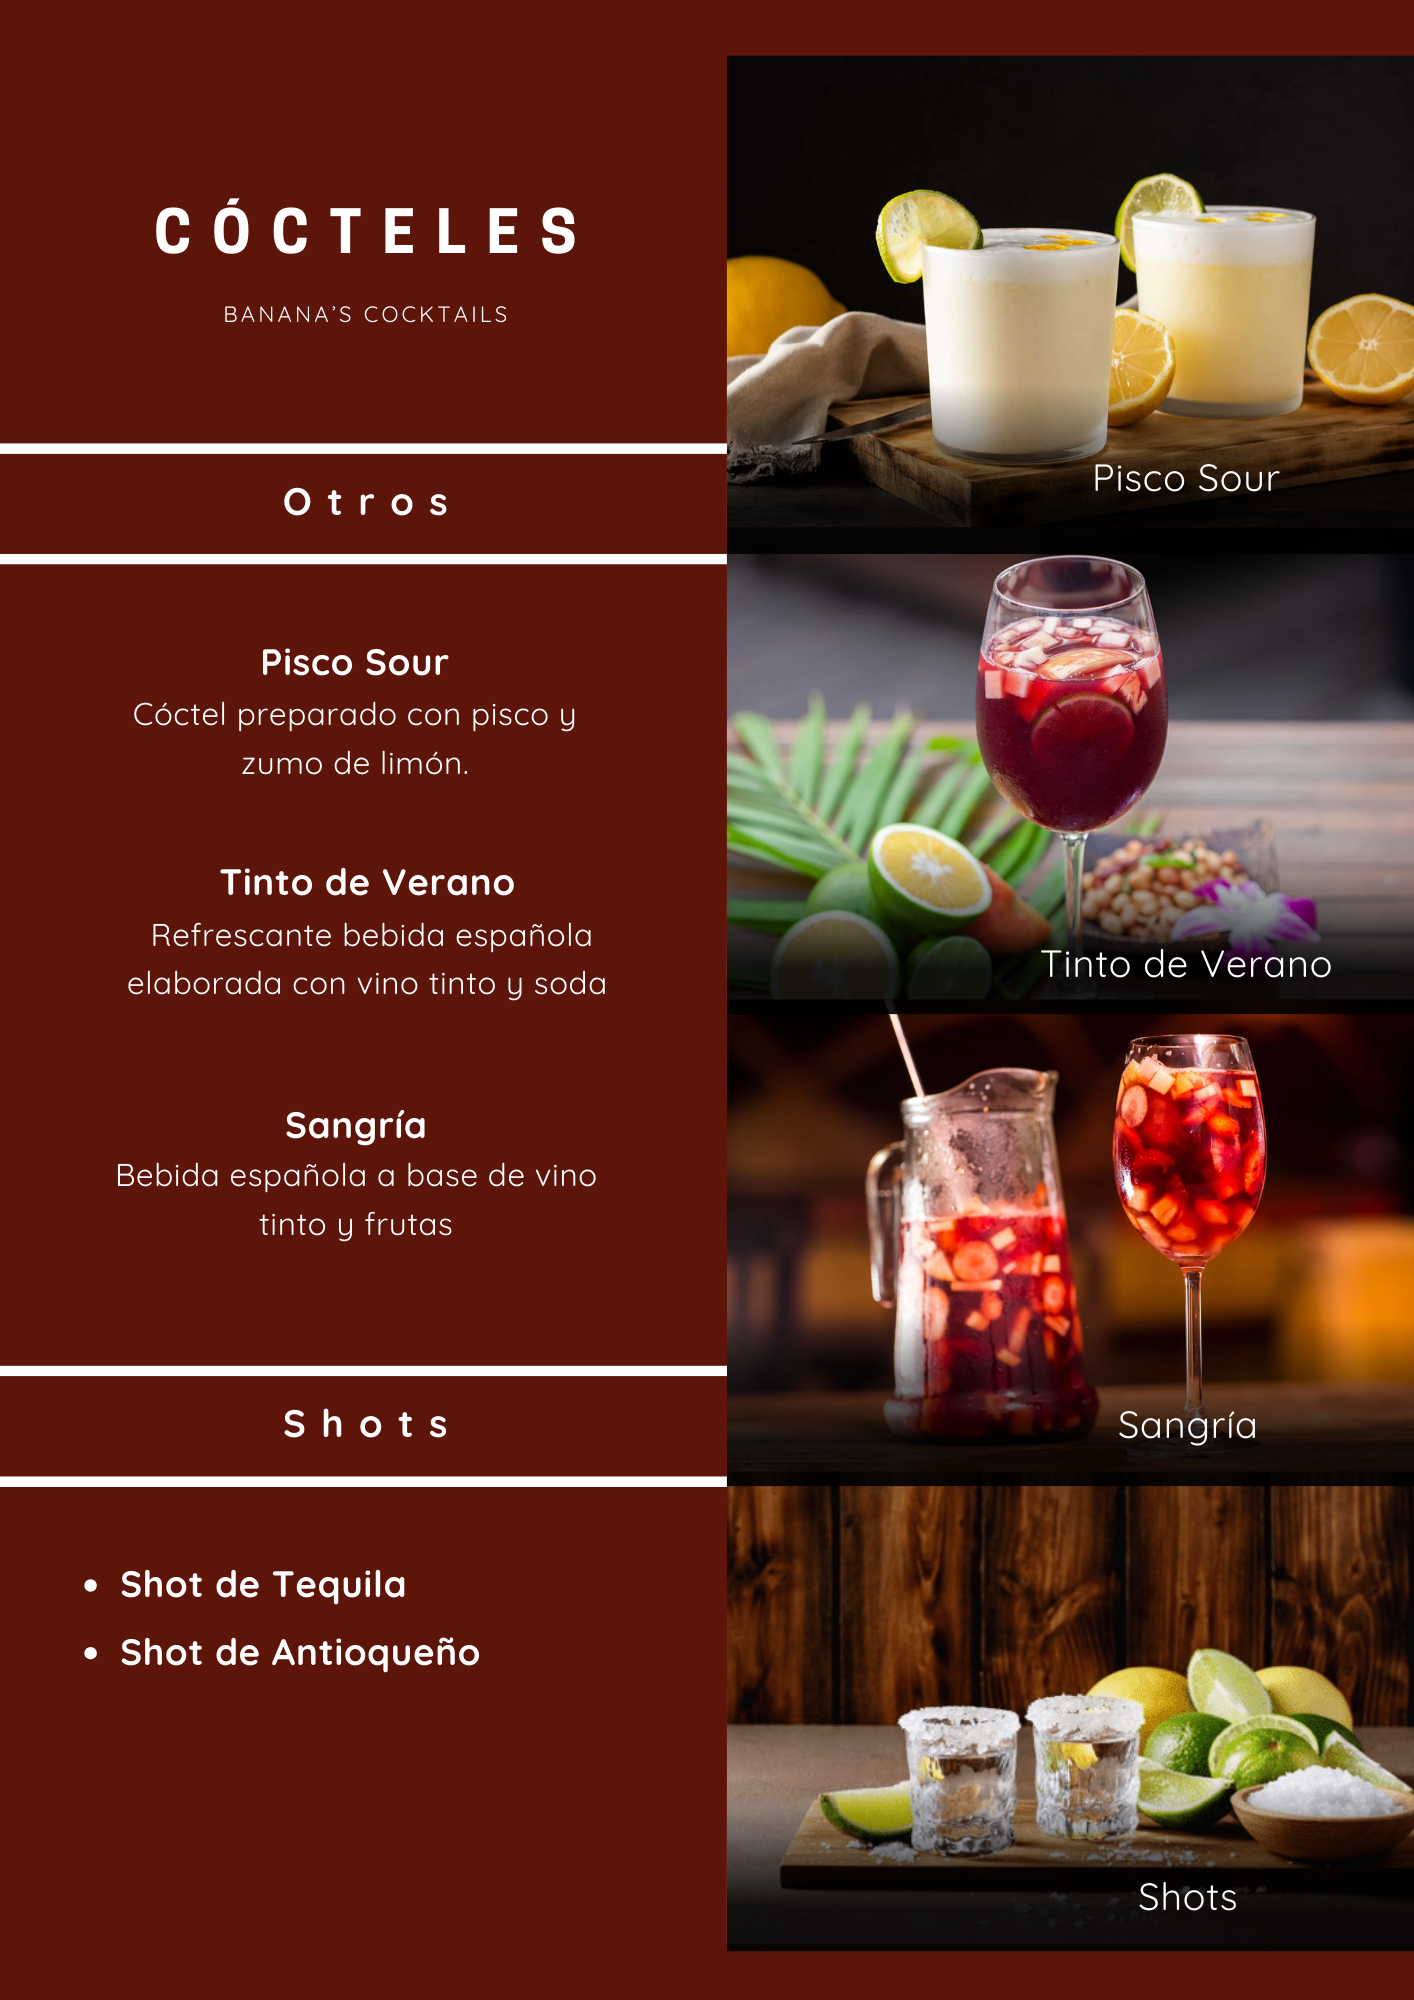 CÓCTELES
BANANA’S COCKTAILS
Otros
Pisco Sour
Cóctel preparado con pisco y
zumo de limón.
Tinto de Verano
Refrescante bebida española
elaborada con vino tinto y soda
Sangría
Bebida española a base de vino
tinto y frutas
Shots
• Shot de Tequila
• Shot de Antioqueño
Pisco Sour
Tinto de Verano
Sangría
Shots